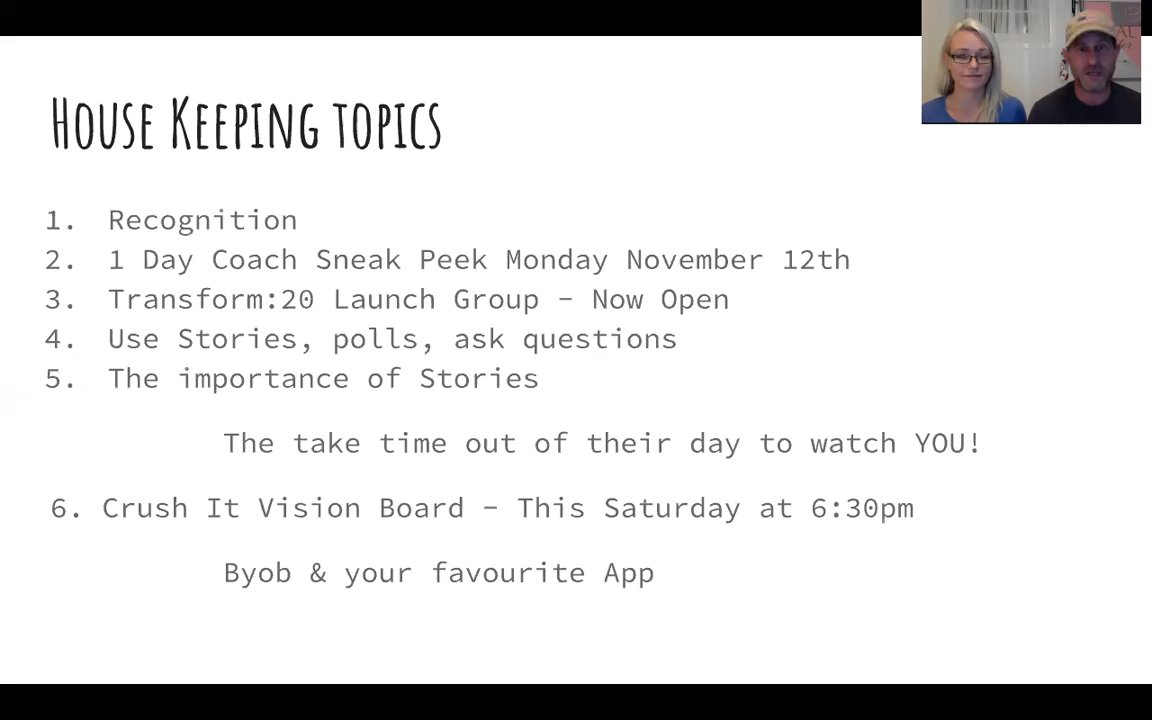 House Keeping topics
1. Recognition
2. 1 Day Coach Sneak Peek Monday November 12th
3. Transform:20 Launch Group - Now Open
4. Use Stories, polls, ask questions
5. The importance of Stories
The take time out of their day to watch YOU!
6. Crush It Vision Board - This Saturday at 6:30pm
Byob & your favourite App